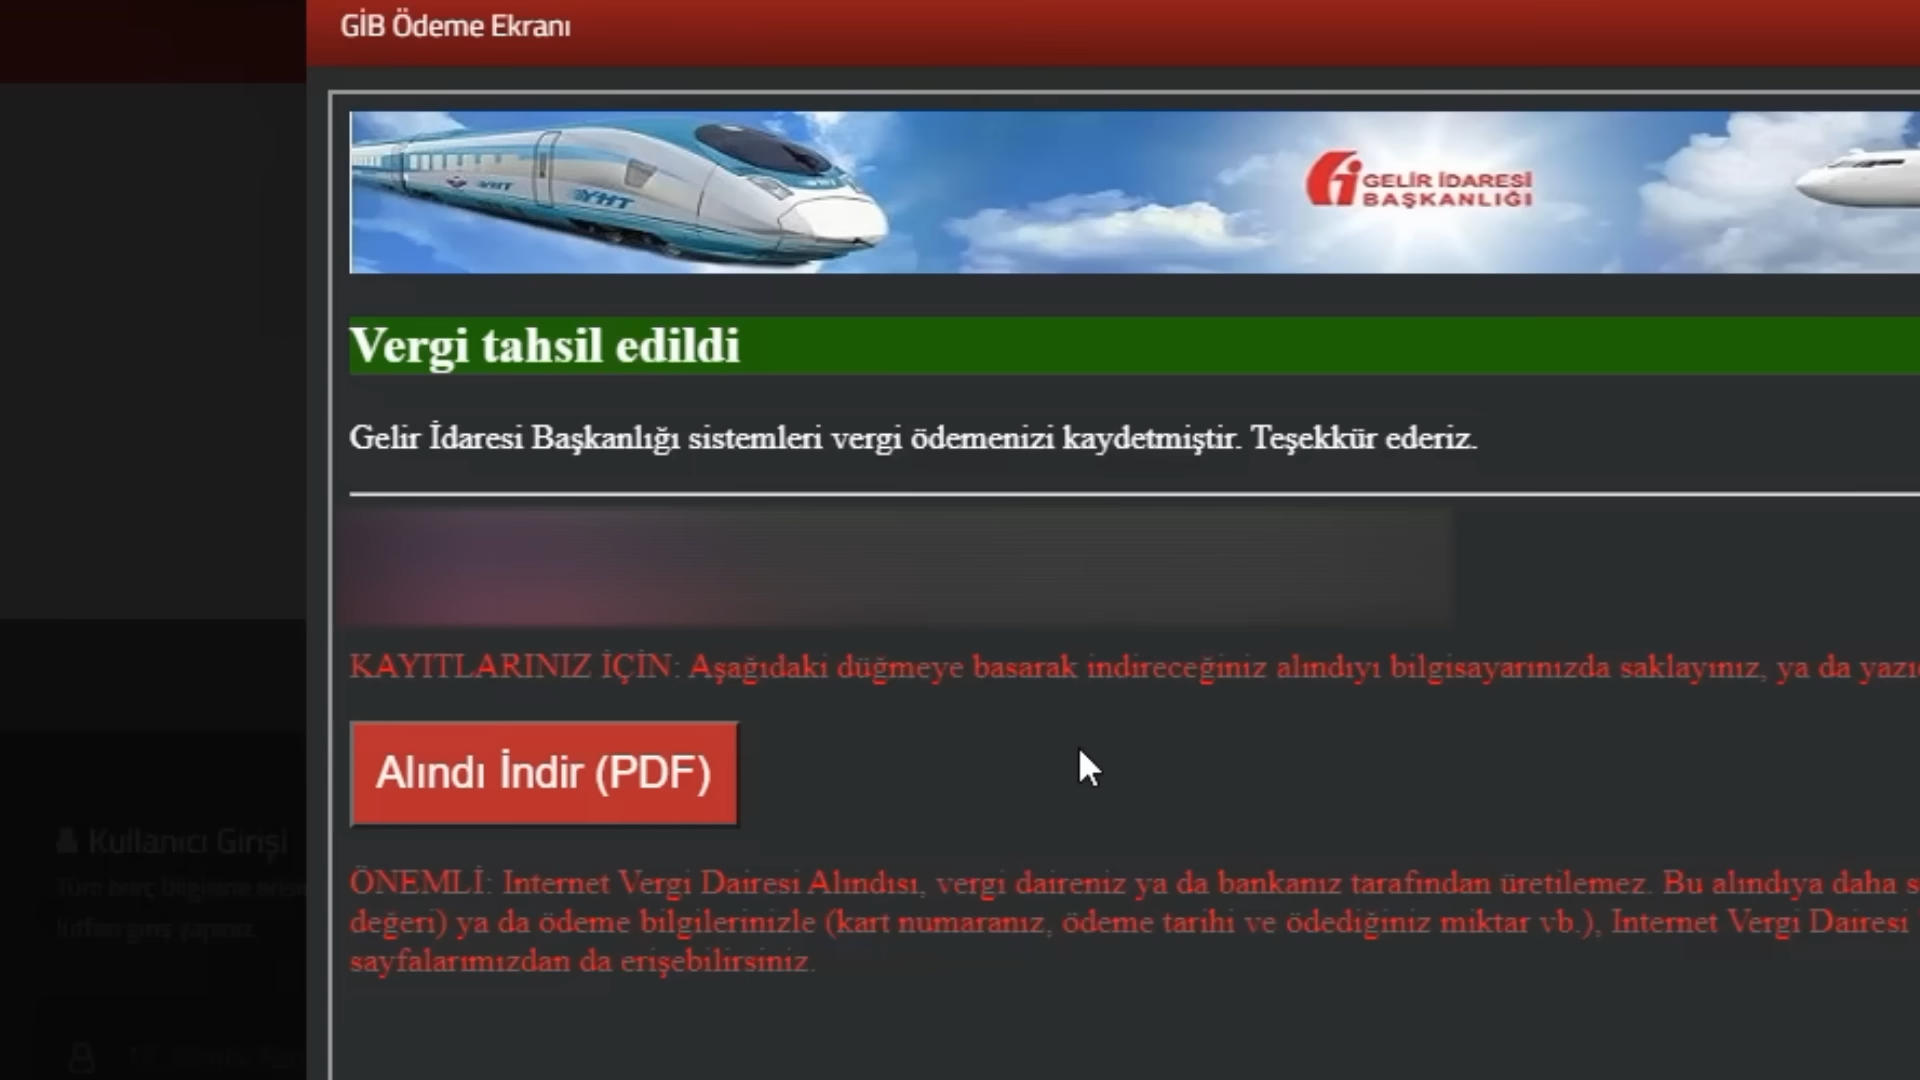 GİB Ödeme Ekranı
YHT
GELİR İDARESİ
BAŞKANLIĞI
Vergi tahsil edildi
Gelir İdaresi Başkanlığı sistemleri vergi ödemenizi kaydetmiştir. Teşekkür ederiz.
KAYITLARINIZ İÇİN: Aşağıdaki düğmeye basarak indireceğiniz alındıyı bilgisayarınızda saklayınız, ya da
Alındı İndir (PDF)
ÖNEMLİ: Internet Vergi Dairesi Alındısı, vergi daireniz ya da bankanız tarafından üretilemez. Bu alındıya daha
değeri) ya da ödeme bilgilerinizle (kart numaranız, ödeme tarihi ve ödediğiniz miktar vb.), Internet Vergi Dairesi
sayfalarımızdan da erişebilirsiniz.
Kullanıcı Girişi